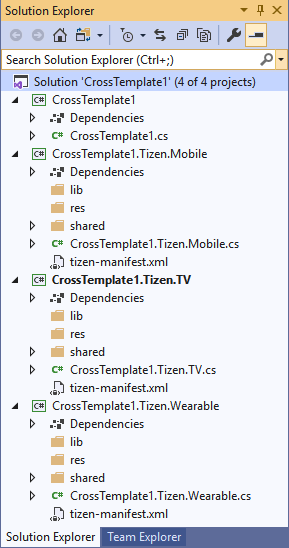 Solution Explorer
Search Solution Explorer (Ctrl+;)
Solution 'CrossTemplate1' (4 of 4 projects)
C# CrossTemplate1
Dependencies
C# CrossTemplate1.cs
C# CrossTemplate1.Tizen.Mobile
Dependencies
lib
res
shared
C# CrossTemplate1.Tizen.Mobile.cs
tizen-manifest.xml
C# CrossTemplate1.Tizen.TV
Dependencies
lib
res
shared
C# CrossTemplate1.Tizen.TV.cs
tizen-manifest.xml
C# CrossTemplate1.Tizen.Wearable
Dependencies
lib
res
shared
C# CrossTemplate1.Tizen.Wearable.cs
tizen-manifest.xml
Solution Explorer Team Explorer